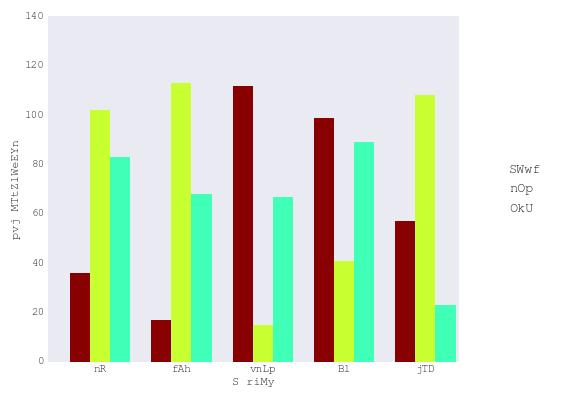 140
120
100
80
60
40
20
0
pvj MTtZlWeEYn
nR fAh vnLp Bl jTD
S riMy
SWwf
nOp
OkU